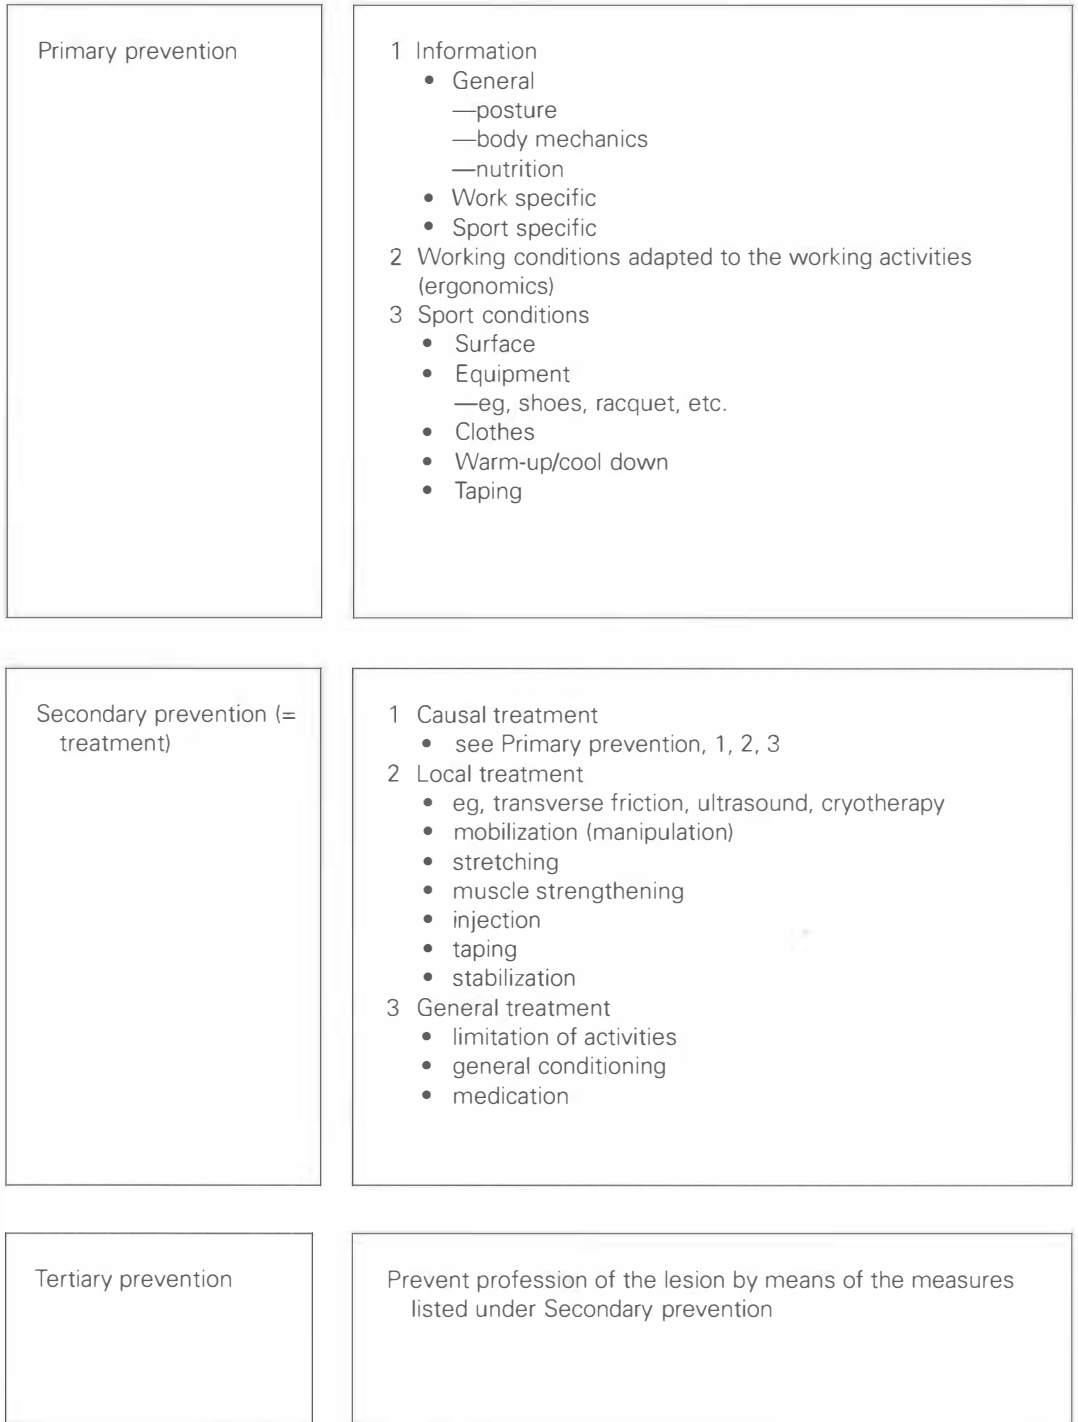 Primary prevention
1 Information
• General
—posture
—body mechanics
—nutrition
• Work specific
• Sport specific
2 Working conditions adapted to the working activities
(ergonomics)
3 Sport conditions
• Surface
• Equipment
—eg, shoes, racquet, etc.
• Clothes
• Warm-up/cool down
• Taping
Secondary prevention (=
treatment)
1 Causal treatment
• see Primary prevention, 1, 2, 3
2 Local treatment
• eg, transverse friction, ultrasound, cryotherapy
• mobilization (manipulation)
• stretching
• muscle strengthening
• injection
• taping
• stabilization
3 General treatment
• limitation of activities
• general conditioning
• medication
Tertiary prevention
Prevent profession of the lesion by means of the measures
listed under Secondary prevention